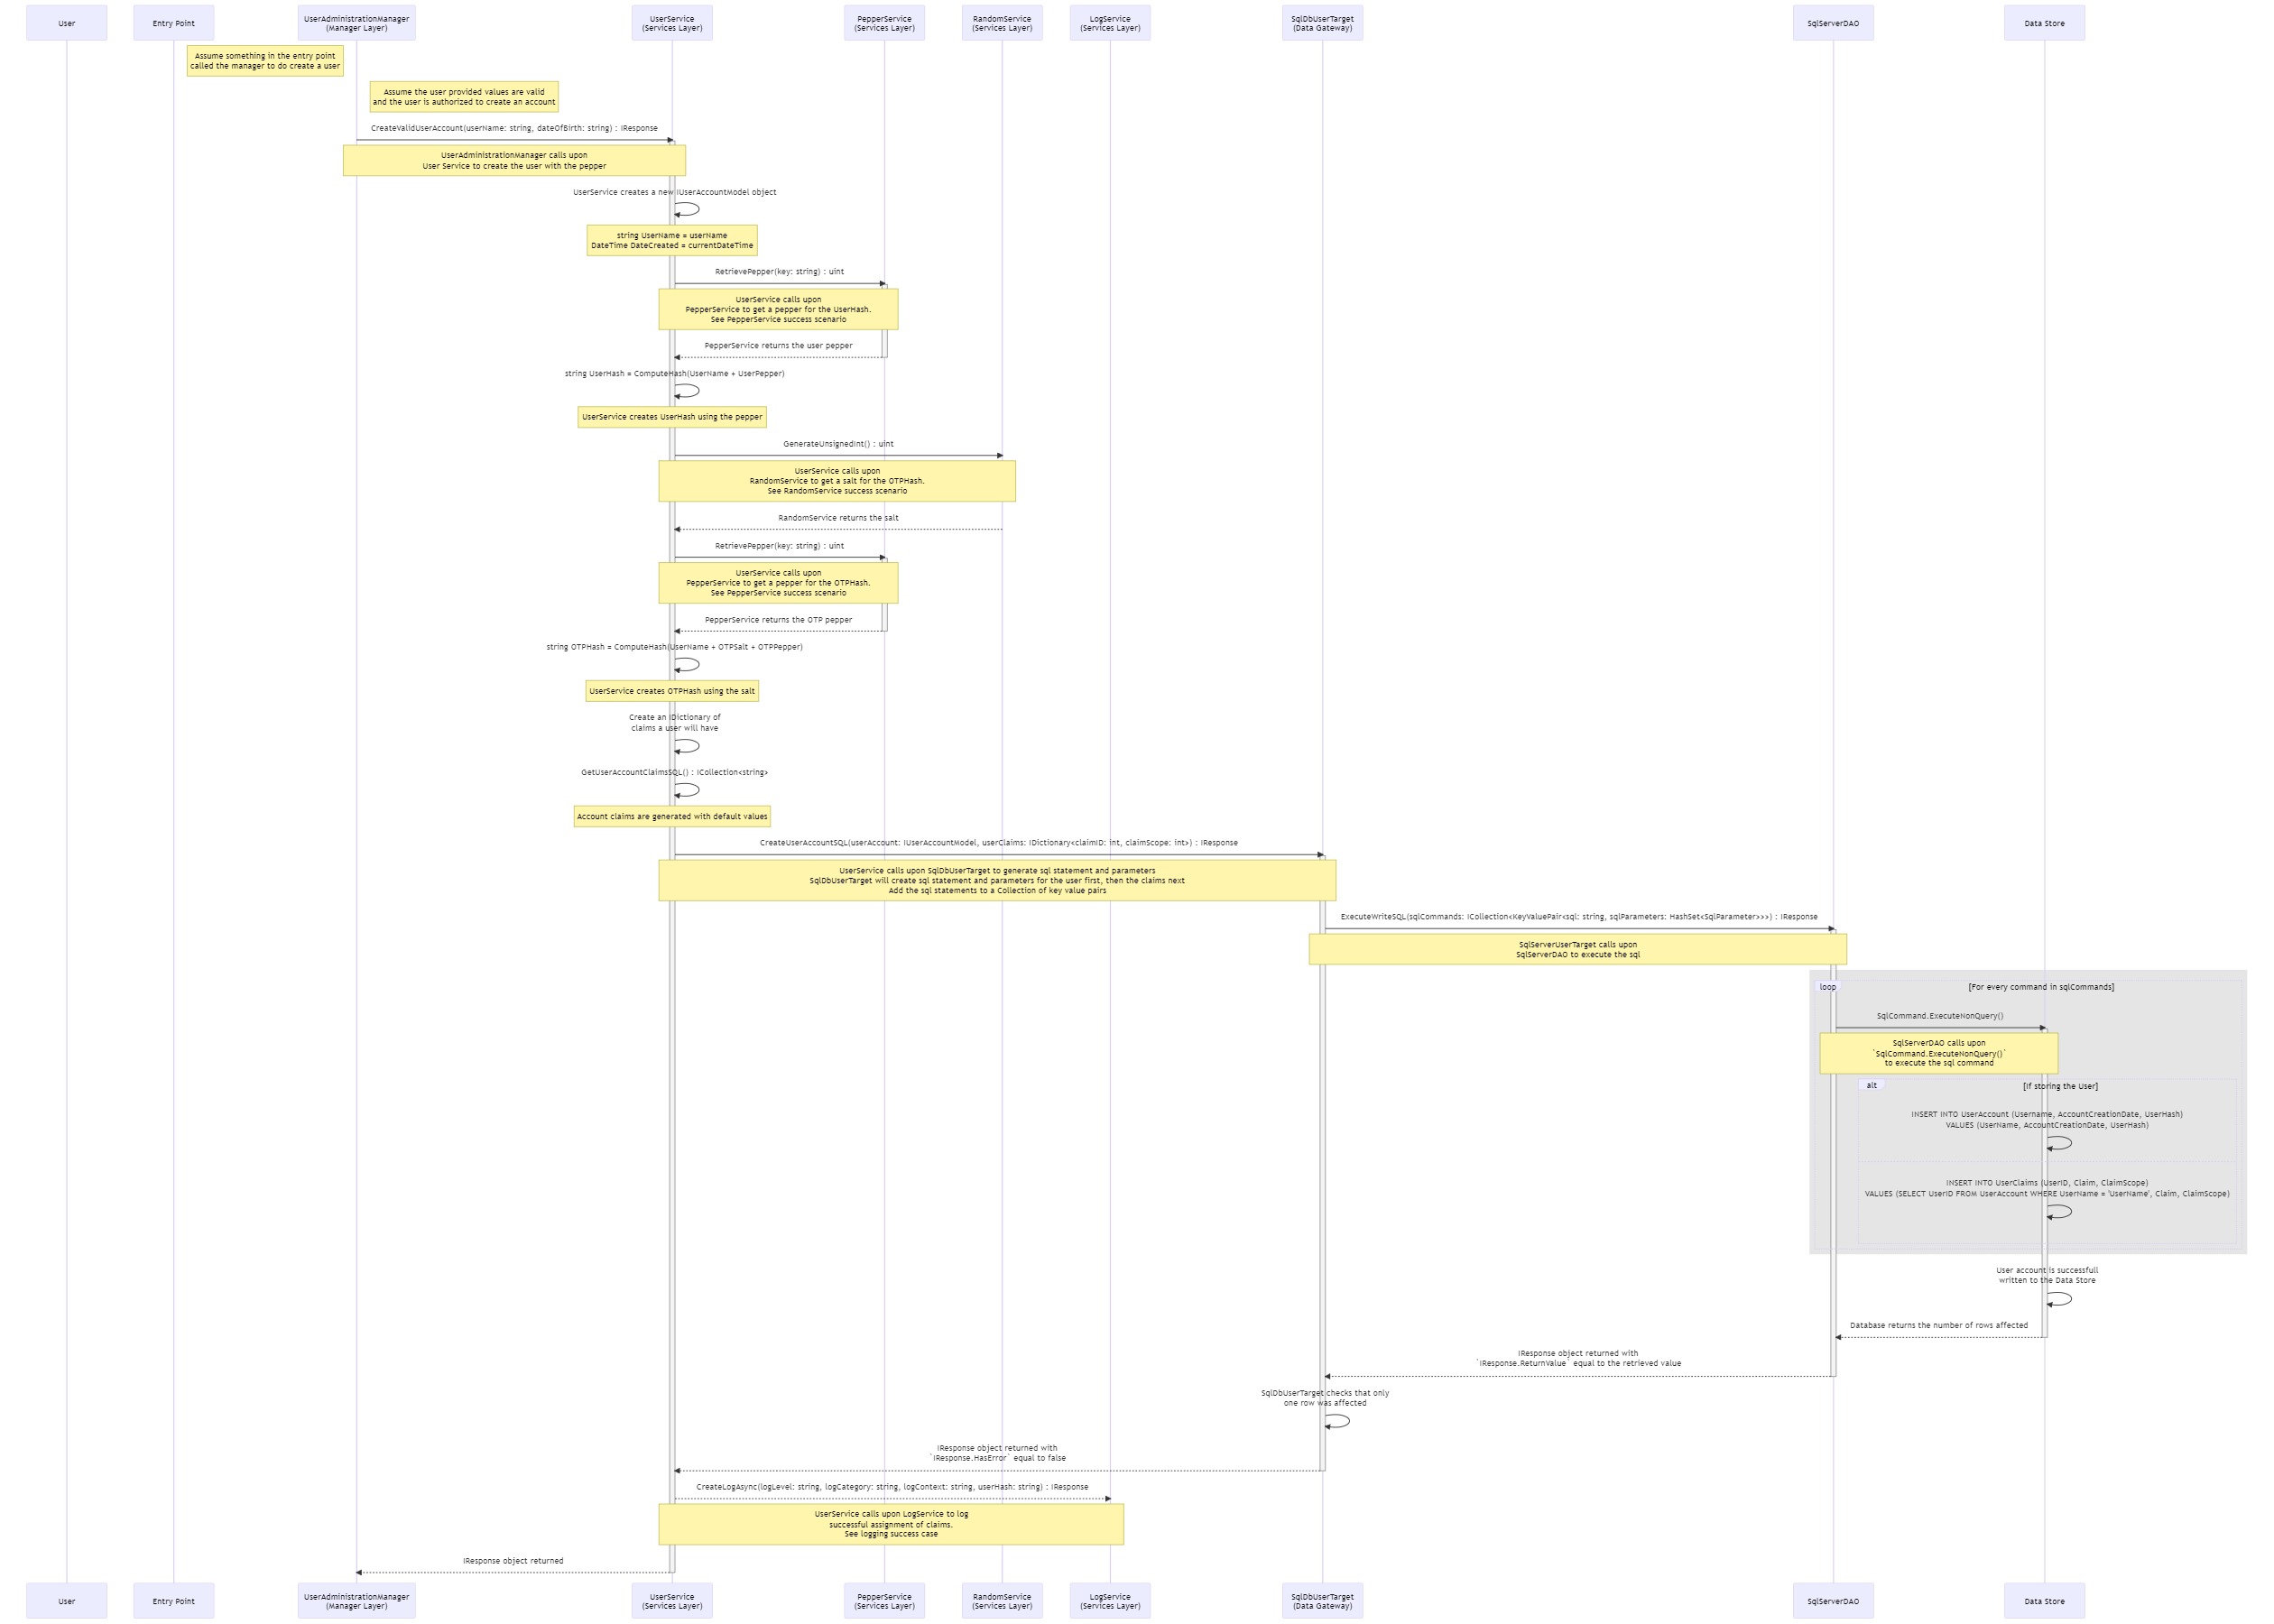 User
Entry Point
UserAdministrationManager
(Manager Layer)
UserService
(Services Layer)
PepperService
(Services Layer)
RandomService
(Services Layer)
LogService
(Services Layer)
SqlDbUserTarget
(Data Gateway)
SqlServerDAO
Data Store
Assume something in the entry point
called the manager to do create a user
Assume the user provided values are valid
and the user is authorized to create an account
CreateValidUserAccount(userName: string, dateOfBirth: string) : IResponse
UserAdministrationManager calls upon
User Service to create the user with the pepper
UserService creates a new IUserAccountModel object
string UserName = userName
DateTime DateCreated = currentDateTime
RetrievePepper(key: string) : uint
UserService calls upon
PepperService to get a pepper for the UserHash.
See PepperService success scenario
PepperService returns the user pepper
string UserHash = ComputeHash(UserName + UserPepper)
UserService creates UserHash using the pepper
GenerateUnsignedInt() : uint
UserService calls upon
RandomService to get a salt for the OTPHash.
See RandomService success scenario
RandomService returns the salt
RetrievePepper(key: string) : uint
UserService calls upon
PepperService to get a pepper for the OTPHash.
See PepperService success scenario
PepperService returns the OTP pepper
string OTPHash = ComputeHash(UserName + OTPSalt + OTPPepper)
UserService creates OTPHash using the salt
Create an IDictionary of
claims a user will have
GetUserAccountClaimsSQL() : ICollection<string>
Account claims are generated with default values
CreateUserAccountSQL(userAccount: IUserAccountModel, userClaims: IDictionary<claimID: int, claimScope: int>) : IResponse
UserService calls upon SqlDbUserTarget to generate sql statement and parameters
SqlDbUserTarget will create sql statement and parameters for the user first, then the claims next
Add the sql statements to a Collection of key value pairs
ExecuteWriteSQL(sqlCommands: ICollection<KeyValuePair<sql: string, sqlParameters: HashSet<SqlParameter>>>) : IResponse
SqlServerUserTarget calls upon
SqlServerDAO to execute the sql
loop
[For every command in sqlCommands]
SqlCommand.ExecuteNonQuery()
SqlServerDAO calls upon
`SqlCommand.ExecuteNonQuery()`
to execute the sql command
alt
[If storing the User]
INSERT INTO UserAccount (Username, AccountCreationDate, UserHash)
VALUES (UserName, AccountCreationDate, UserHash)
INSERT INTO UserClaims (UserID, Claim, ClaimScope)
VALUES (SELECT UserID FROM UserAccount WHERE UserName = 'UserName', Claim, ClaimScope)
User account is successfull
written to the Data Store
Database returns the number of rows affected
IResponse object returned with
`IResponse.ReturnValue` equal to the retrieved value
SqlDbUserTarget checks that only
one row was affected
IResponse object returned with
`IResponse.HasError` equal to false
CreateLogAsync(logLevel: string, logCategory: string, logContext: string, userHash: string) : IResponse
UserService calls upon LogService to log
successful assignment of claims.
See logging success case
IResponse object returned
User
Entry Point
UserAdministrationManager
(Manager Layer)
UserService
(Services Layer)
PepperService
(Services Layer)
RandomService
(Services Layer)
LogService
(Services Layer)
SqlDbUserTarget
(Data Gateway)
SqlServerDAO
Data Store